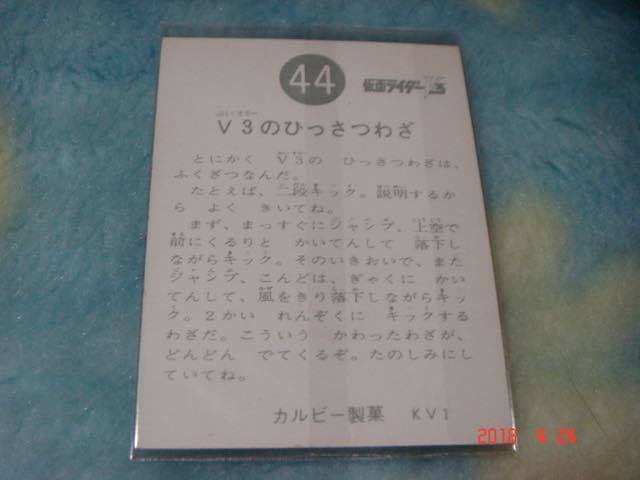 44
仮面ライダーV3
V3のひっさつわざ
とにかく V3の ひっさつわざは、
ふくざつなんだ。
たとえば、二段キック。説明するか
ら よく きいてね。
まず、まっすぐにジャンプ、上空で
前にくるりと かいてんして 落下し
ながらキック。そのいきおいで、また
ジャンプ、こんどは、ぎゃくに かい
てんして、嵐をきり落下しながらキッ
ク。2かい れんぞくに キックする
わざだ。こういう かわったわざが、
どんどん でてくるぞ。たのしみにし
ていてね。
カルビー製菓 KV1
2018 4 24